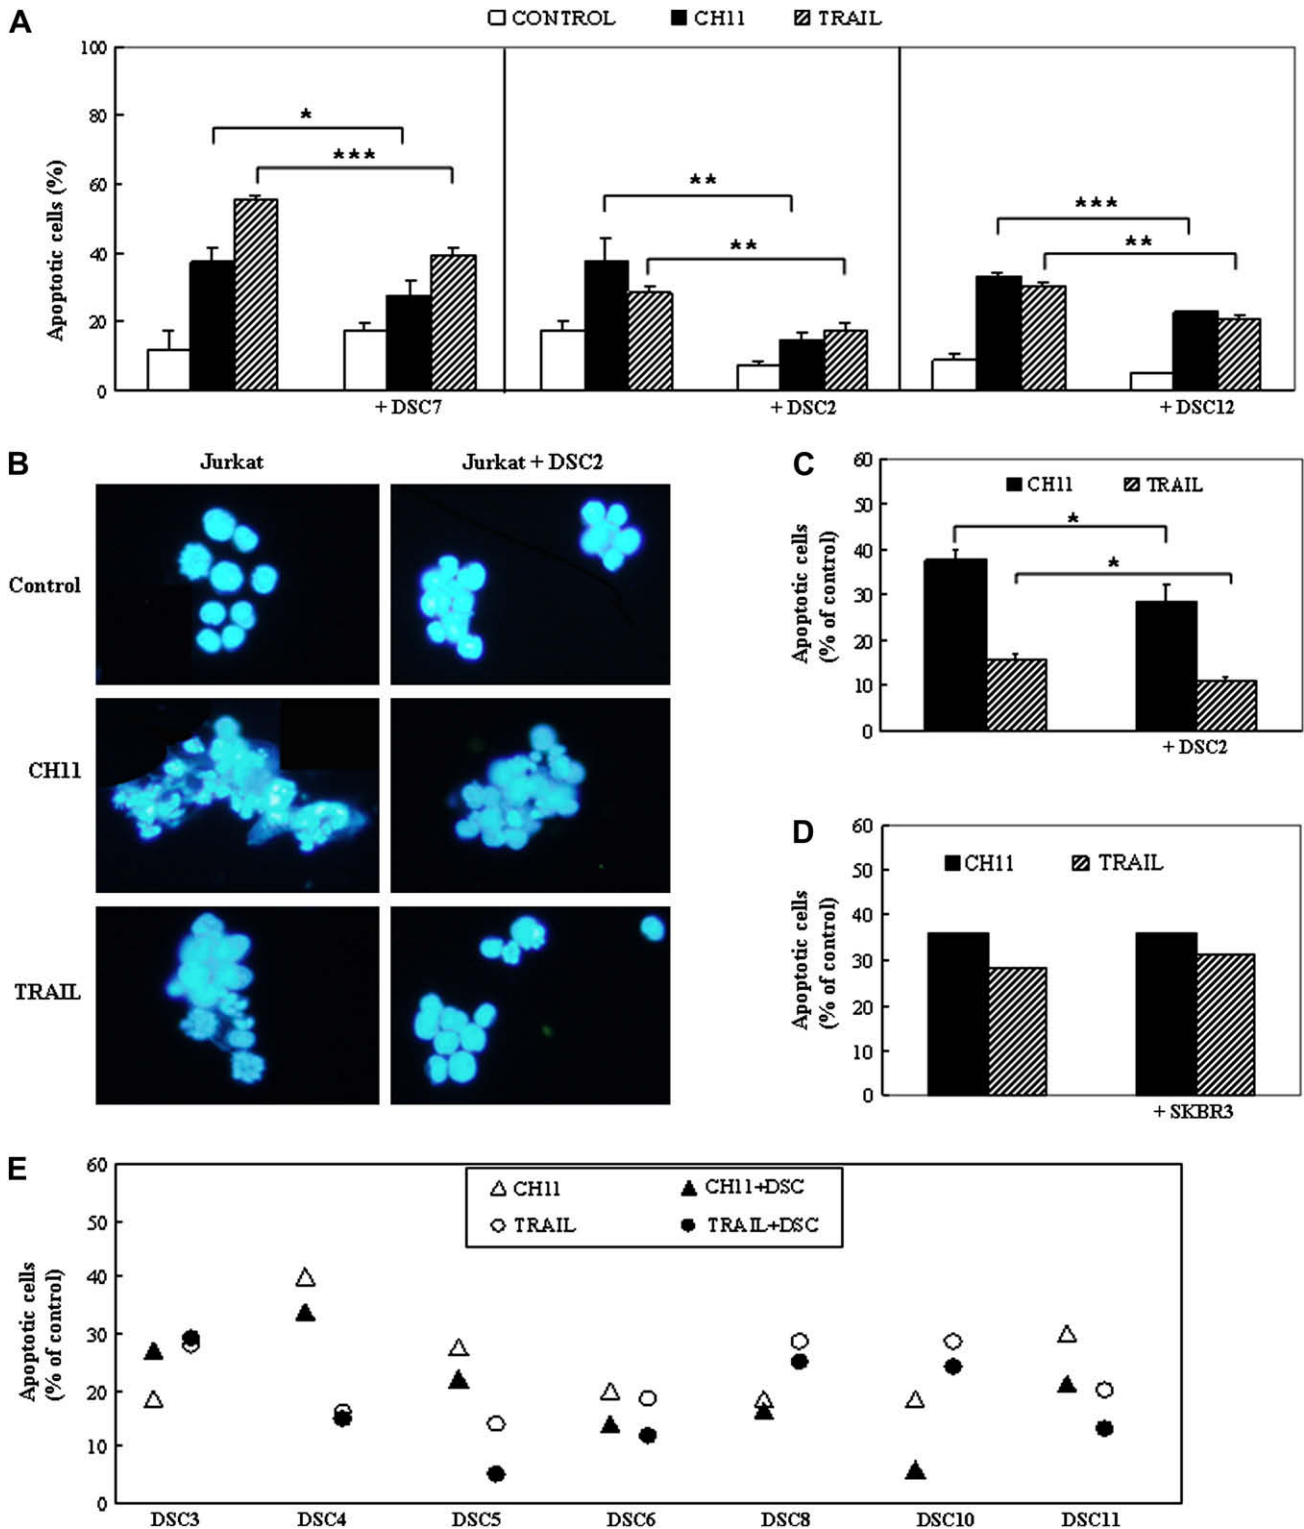 A
CONTROL CH11 TRAIL
100
80
60
40
20
0
Apoptotic cells (%)
* *** ** ** *** **
+ DSC7 + DSC2 + DSC12
B
Jurkat Jurkat + DSC2
Control
CH11
TRAIL
C
60
50
40
30
20
10
0
Apoptotic cells
(% of control)
CH11 TRAIL
*
*
+ DSC2
D
60
50
40
30
20
10
0
Apoptotic cells
(% of control)
CH11 TRAIL
+ SKBR3
E
60
50
40
30
20
10
0
Apoptotic cells
(% of control)
CH11 CH11+DSC
TRAIL TRAIL+DSC
DSC3 DSC4 DSC5 DSC6 DSC8 DSC10 DSC11